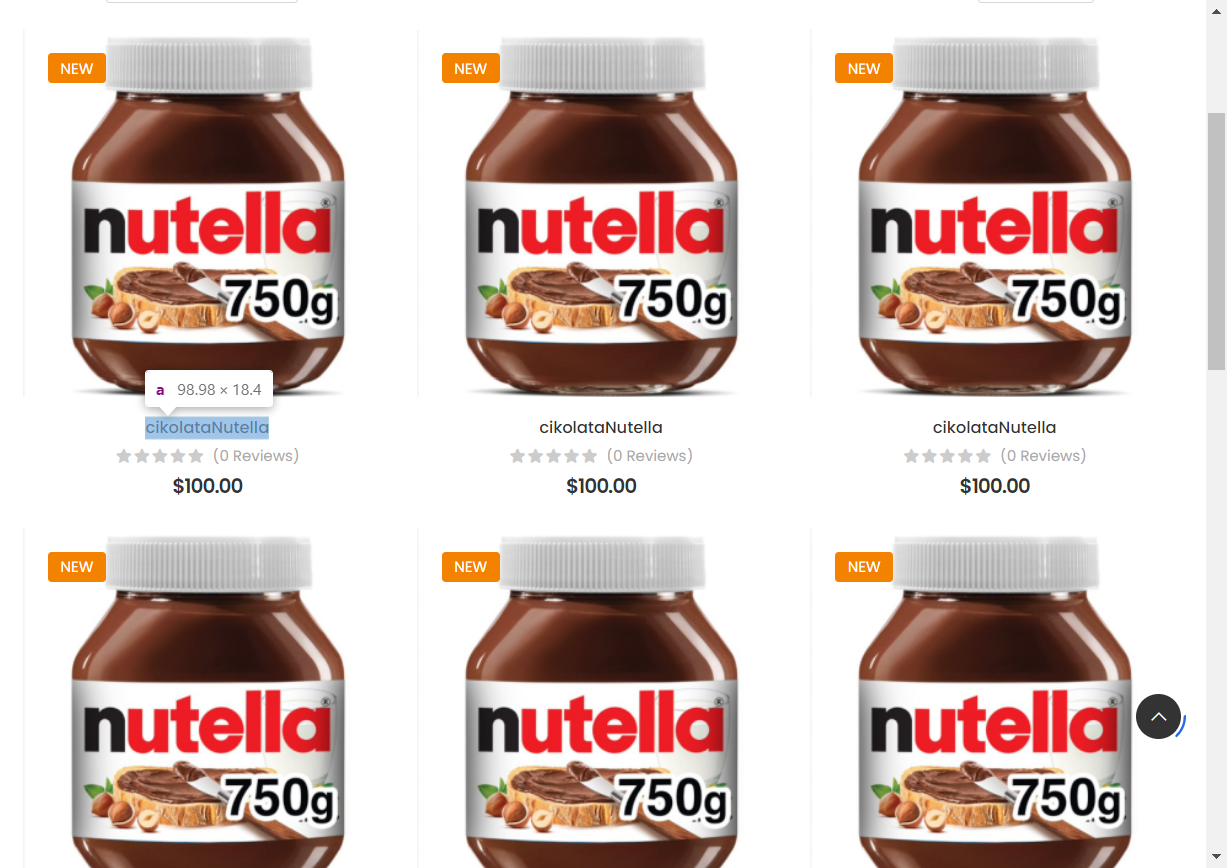 NEW
NEW
NEW
nutella®
nutella®
nutella®
750g
750g
750g
a 98.98 × 18.4
cikolataNutella
cikolataNutella
cikolataNutella
(0 Reviews)
(0 Reviews)
(0 Reviews)
$100.00
$100.00
$100.00
NEW
NEW
NEW
nutella®
nutella®
nutella®
750g
750g
750g